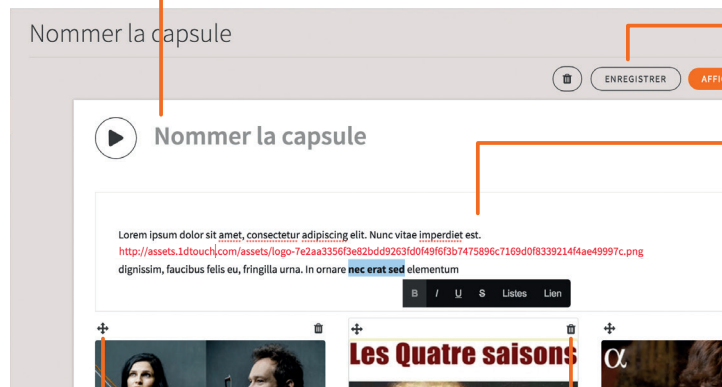 Nommer la capsule
ENREGISTRER
Nommer la capsule
Lorem ipsum dolor sit amet, consectetur adipiscing elit. Nunc vitae imperdiet est.
http://assets.1dtouch.com/assets/logo-7e2aa3356f3e82bdd9263fd0f49f6f3b7475896c7169d0f8339214f4ae49997c.png
dignissim, faucibus felis eu, fringilla urna. In ornare nec erat sed elementum
B I U S Listes Lien
Les Quatre saisons
α